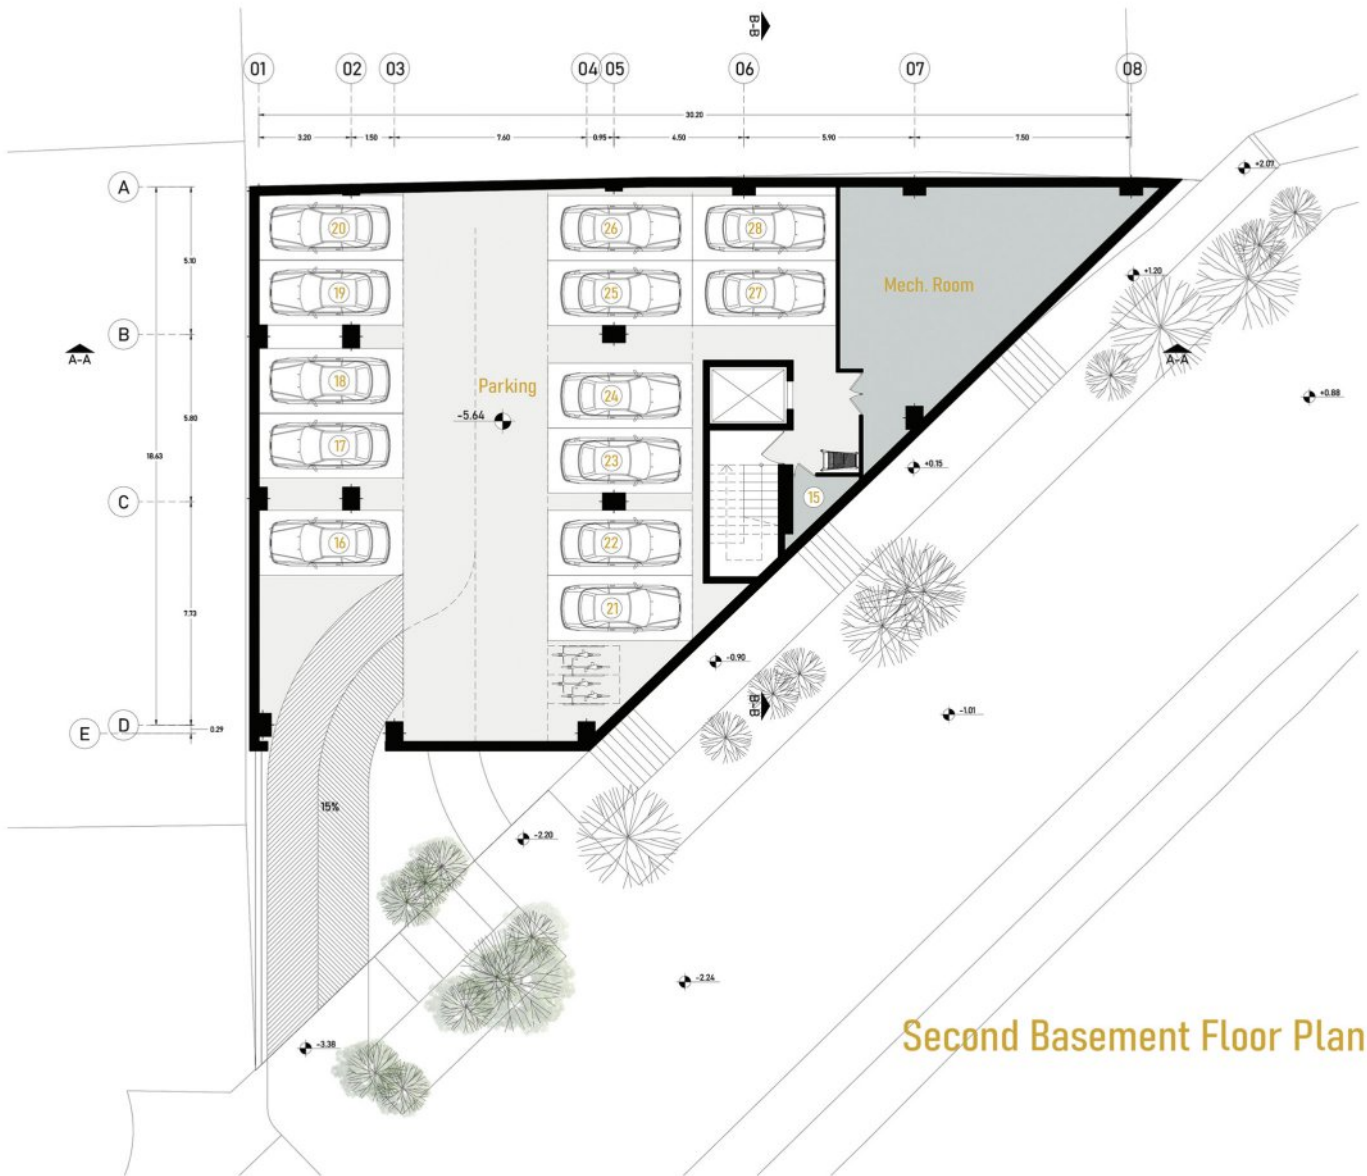 B-B
01 02 03 04 05 06 07 08
30.20
3.20 1.50 7.60 0.95 4.50 5.90 7.50
A
+2.07
20 26 28
5.10
+1.20
19 25 27
Mech. Room
B
A-A
A-A
18 24
Parking
+0.88
-5.64
5.80
17 23
18.63
+0.15
C
15
16 22
21
7.73
-0.90
B-B
-1.01
D
E
0.29
15%
-2.20
-2.24
Second Basement Floor Plan
-3.38